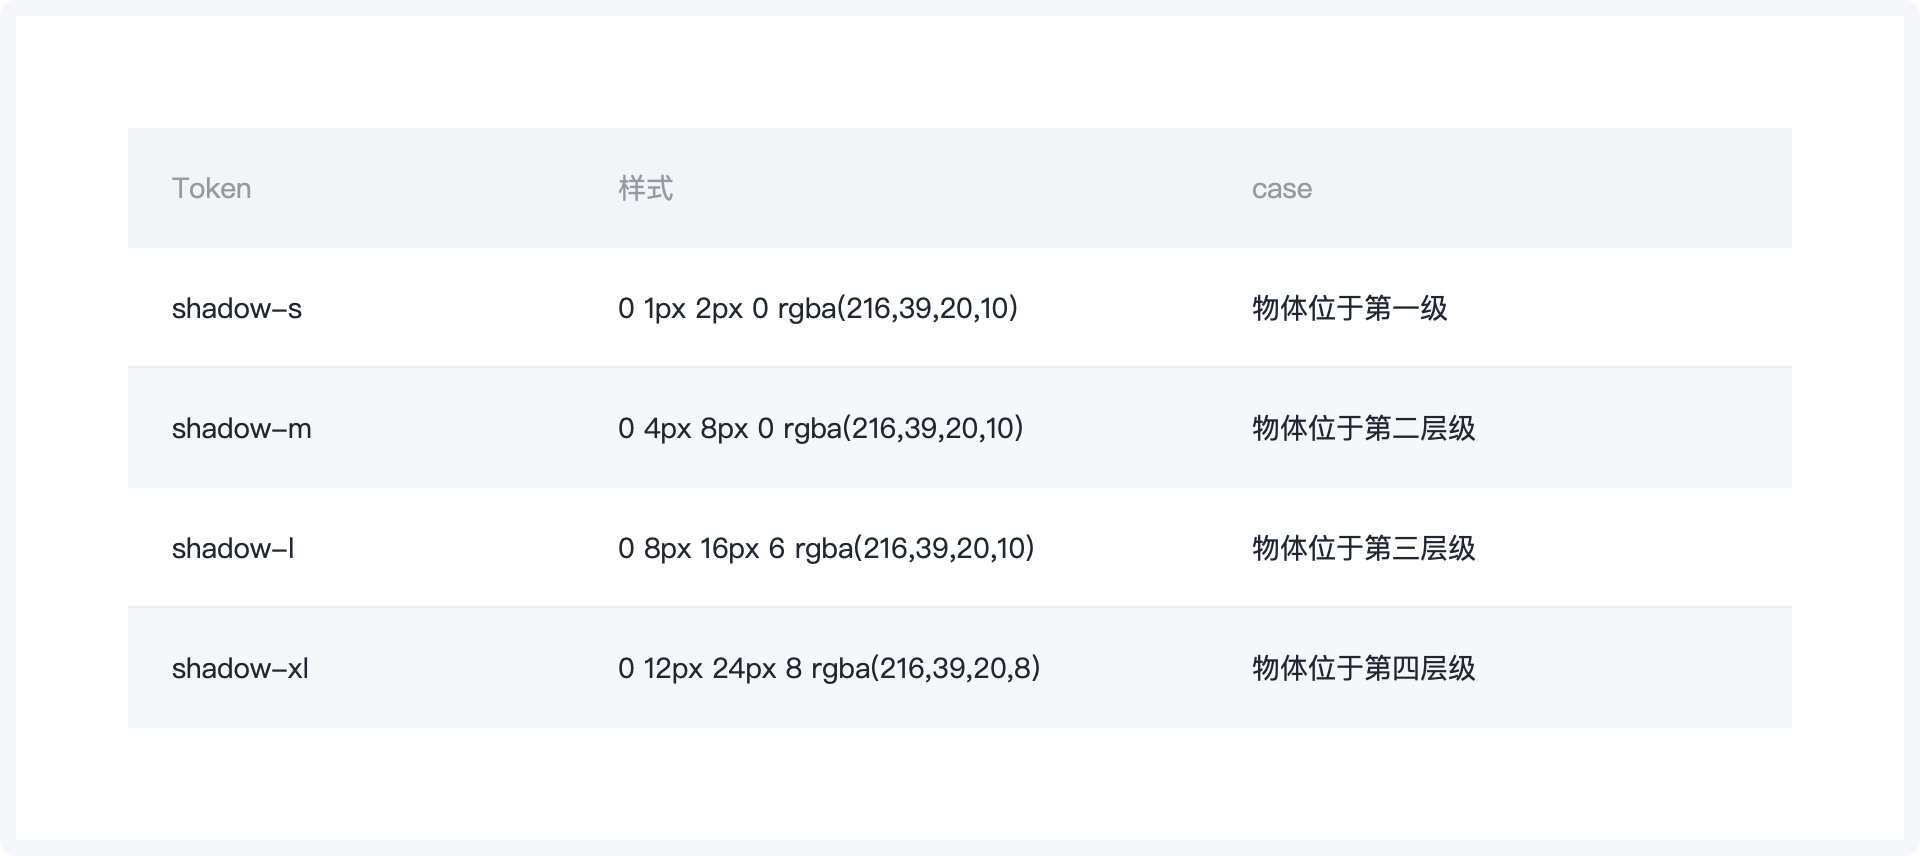 Token 样式 case
shadow-s 0 1px 2px 0 rgba(216,39,20,10) 物体位于第一级
shadow-m 0 4px 8px 0 rgba(216,39,20,10) 物体位于第二层级
shadow-l 0 8px 16px 6 rgba(216,39,20,10) 物体位于第三层级
shadow-xl 0 12px 24px 8 rgba(216,39,20,8) 物体位于第四层级